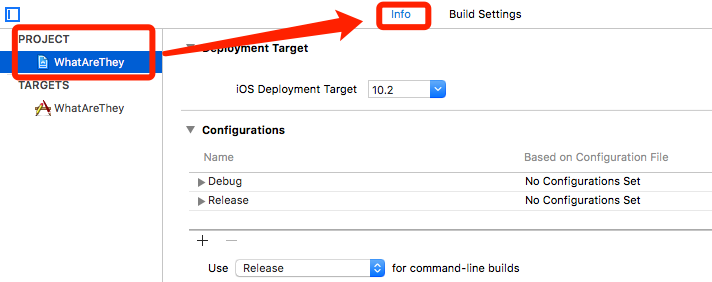 Info Build Settings
PROJECT
WhatAreThey
TARGETS
WhatAreThey
Deployment Target
iOS Deployment Target 10.2
Configurations
Name Based on Configuration File
Debug No Configurations Set
Release No Configurations Set
Use Release for command-line builds